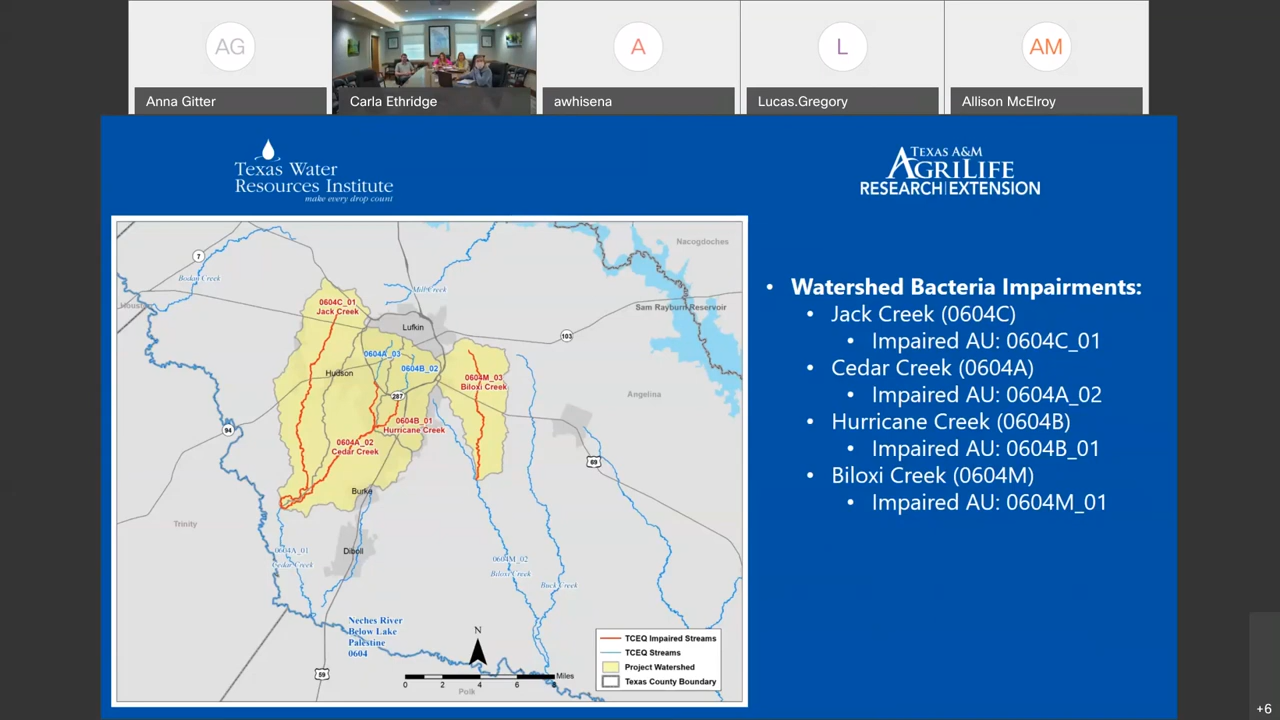 AG
A
L
AM
Anna Gitter
Carla Ethridge
awhisena
Lucas.Gregory
Allison McElroy
Texas Water
Resources Institute
make every drop count
TEXAS A&M
AGRILIFE
RESEARCH | EXTENSION
7
Nacogdoches
Mill Creek
Houston
0604C_01
Jack Creek
Sam Rayburn Reservoir
Lufkin
103
0604A_03
0604B_02
Hudson
0604M_03
Biloxi Creek
287
Angelina
0604B_01
Hurricane Creek
94
0604A_02
Cedar Creek
69
Burke
Trinity
Diboll
0604A_01
Cedar Creek
0604M_02
Biloxi Creek
Buck Creek
Neches River
Below Lake
Palestine
0604
N
59
0 2 4 6 8
Miles
Polk
TCEQ Impaired Streams
TCEQ Streams
Project Watershed
Texas County Boundary
• Watershed Bacteria Impairments:
• Jack Creek (0604C)
• Impaired AU: 0604C_01
• Cedar Creek (0604A)
• Impaired AU: 0604A_02
• Hurricane Creek (0604B)
• Impaired AU: 0604B_01
• Biloxi Creek (0604M)
• Impaired AU: 0604M_01
+6